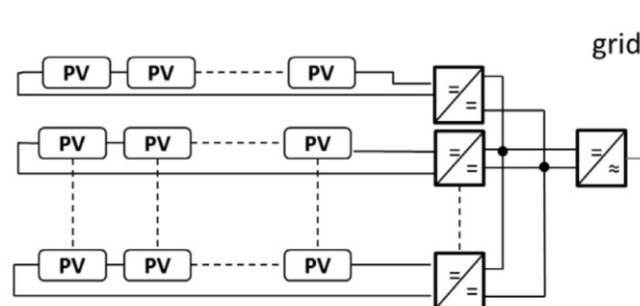 grid
PV PV PV
=
=
PV PV PV
=
=
=
≈
PV PV PV
=
=